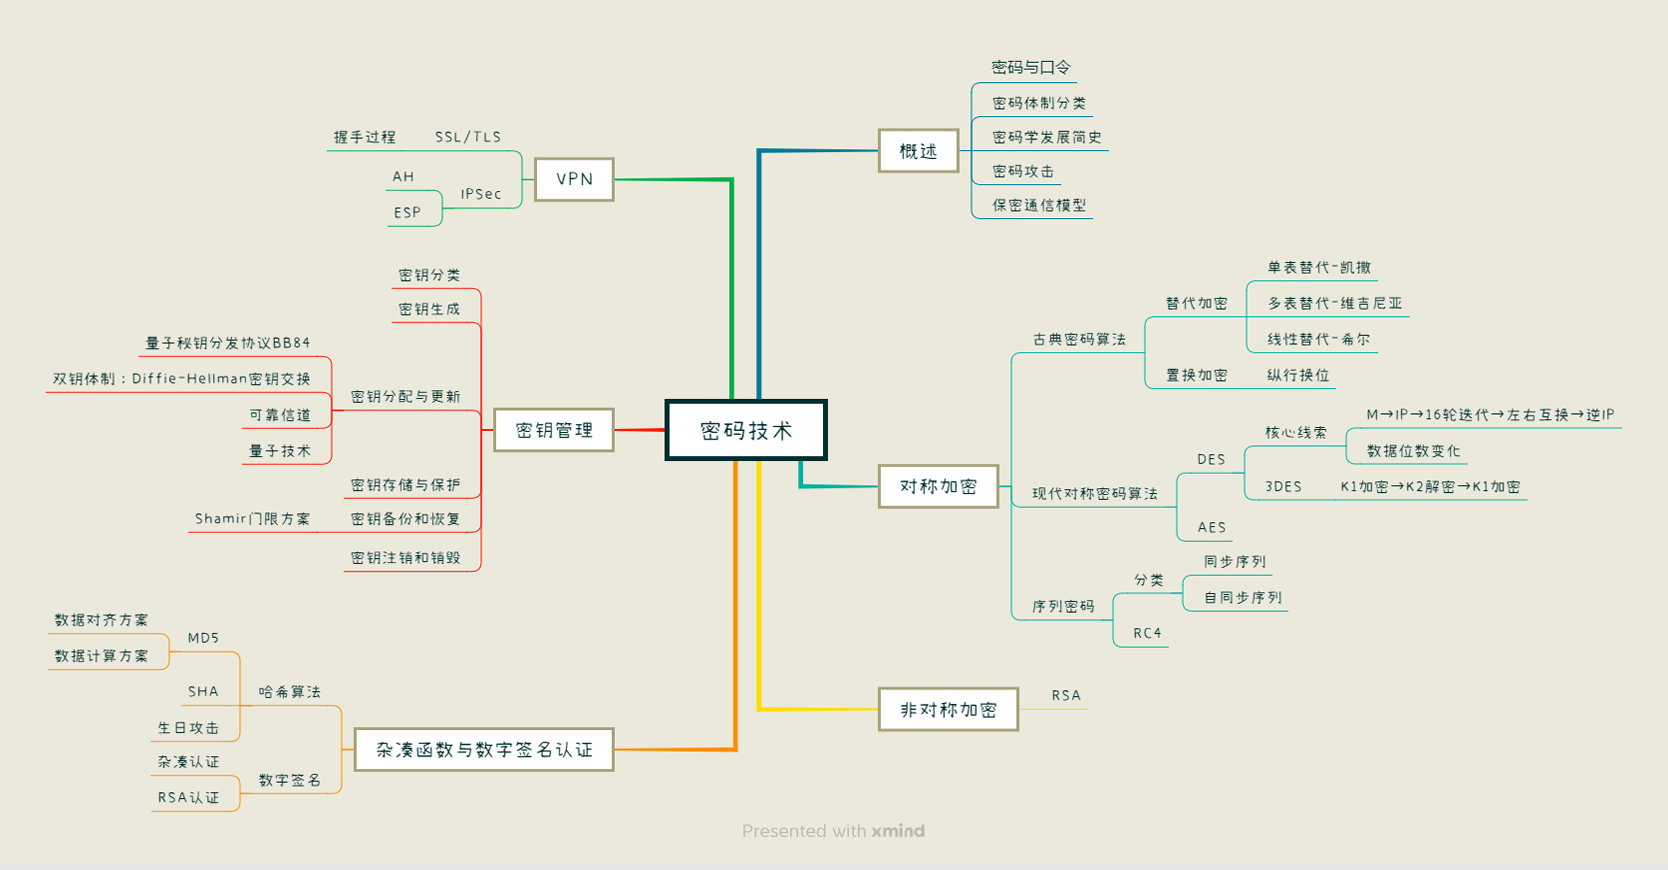 密码技术
概述
密码与口令
密码体制分类
密码学发展简史
密码攻击
保密通信模型
对称加密
古典密码算法
替代加密
单表替代-凯撒
多表替代-维吉尼亚
线性替代-希尔
置换加密
纵行换位
现代对称密码算法
DES
核心线索
M→IP→16轮迭代→左右互换→逆IP
数据位数变化
3DES
K1加密→K2解密→K1加密
AES
序列密码
分类
同步序列
自同步序列
RC4
非对称加密
RSA
VPN
SSL/TLS
握手过程
IPSec
AH
ESP
密钥管理
密钥分类
密钥生成
密钥分配与更新
量子秘钥分发协议BB84
双钥体制：Diffie-Hellman密钥交换
可靠信道
量子技术
密钥存储与保护
密钥备份和恢复
Shamir门限方案
密钥注销和销毁
杂凑函数与数字签名认证
哈希算法
MD5
数据对齐方案
数据计算方案
SHA
生日攻击
数字签名
杂凑认证
RSA认证
Presented with xmind